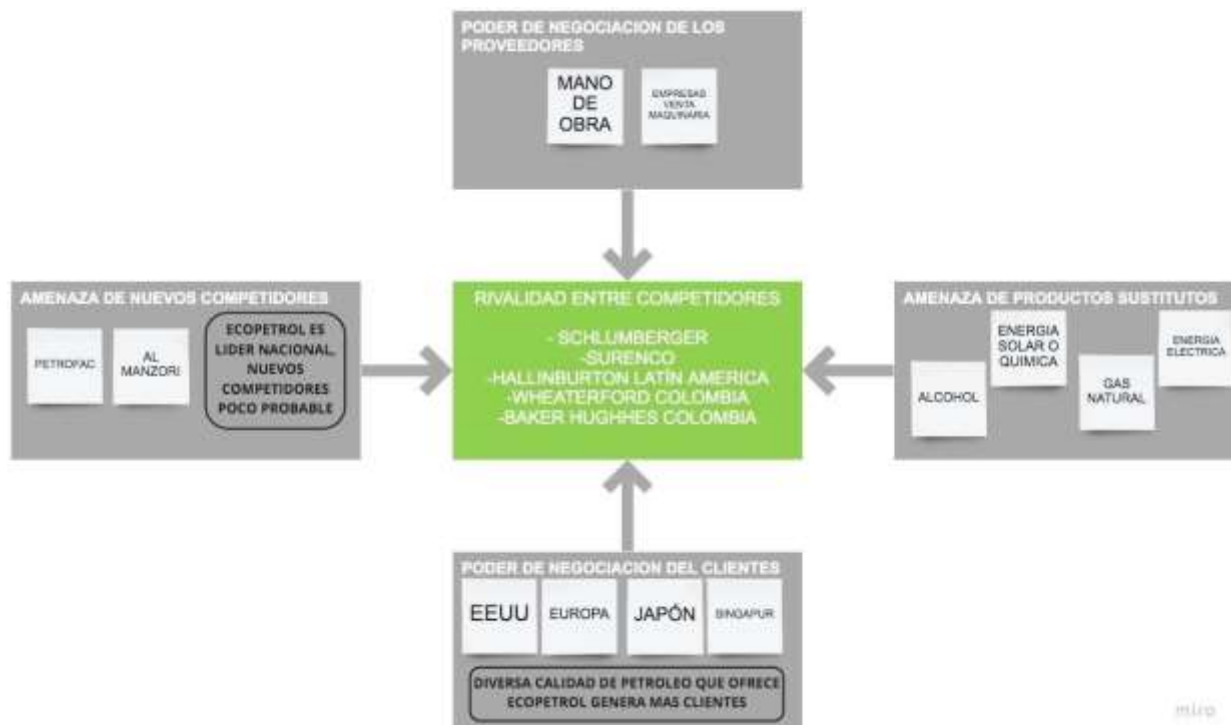 PODER DE NEGOCIACION DE LOS
PROVEEDORES
MANO
DE
OBRA
EMPRESAS
VENTA
MAQUINARIA
AMENAZA DE NUEVOS COMPETIDORES
PETROFAC
AL
MANZORI
ECOPETROL ES
LIDER NACIONAL,
NUEVOS
COMPETIDORES
POCO PROBABLE
RIVALIDAD ENTRE COMPETIDORES
- SCHLUMBERGER
-SURENCO
-HALLINBURTON LATÍN AMERICA
-WHEATERFORD COLOMBIA
-BAKER HUGHHES COLOMBIA
AMENAZA DE PRODUCTOS SUSTITUTOS
ALCOHOL
ENERGIA
SOLAR O
QUIMICA
GAS
NATURAL
ENERGIA
ELECTRICA
PODER DE NEGOCIACION DEL CLIENTES
EEUU
EUROPA
JAPÓN
SINGAPUR
DIVERSA CALIDAD DE PETROLEO QUE OFRECE
ECOPETROL GENERA MAS CLIENTES
miro